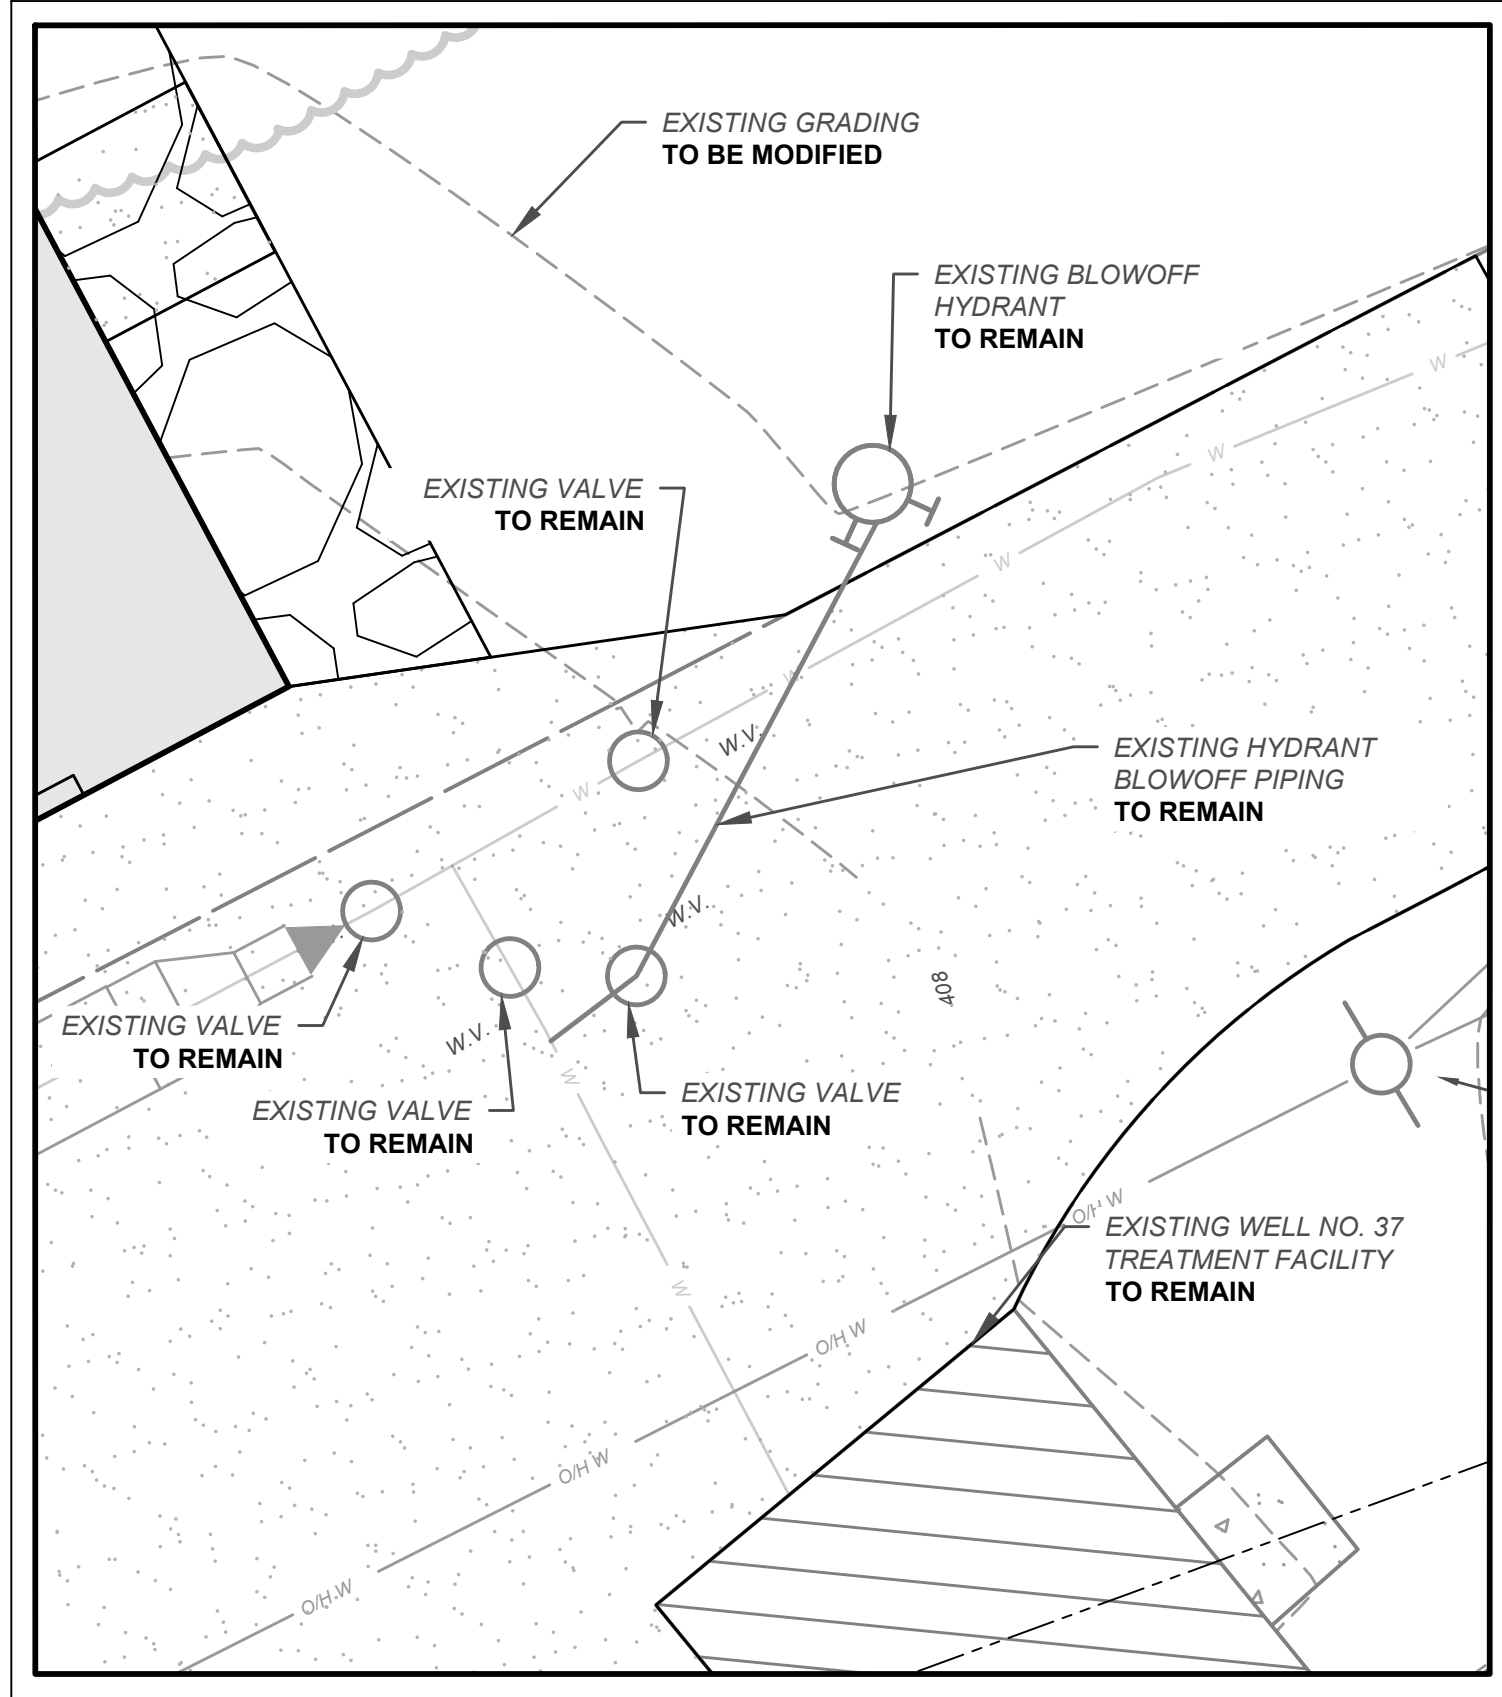 EXISTING GRADING
TO BE MODIFIED
EXISTING BLOWOFF
HYDRANT
TO REMAIN
W
W
EXISTING VALVE
TO REMAIN
W
W
W.V.
EXISTING HYDRANT
BLOWOFF PIPING
TO REMAIN
W
W.V.
408
EXISTING VALVE
TO REMAIN
W.V.
W
EXISTING VALVE
TO REMAIN
EXISTING VALVE
TO REMAIN
O/H W
EXISTING WELL NO. 37
TREATMENT FACILITY
TO REMAIN
W
O/H W
O/H W
O/H W